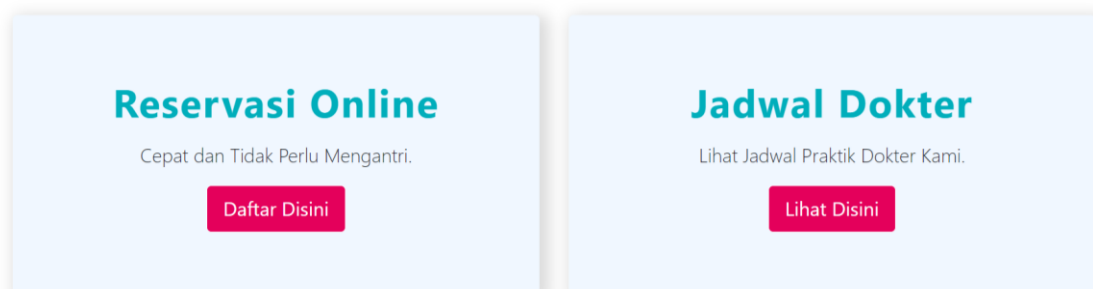 Reservasi Online
Cepat dan Tidak Perlu Mengantri.
Daftar Disini
Jadwal Dokter
Lihat Jadwal Praktik Dokter Kami.
Lihat Disini